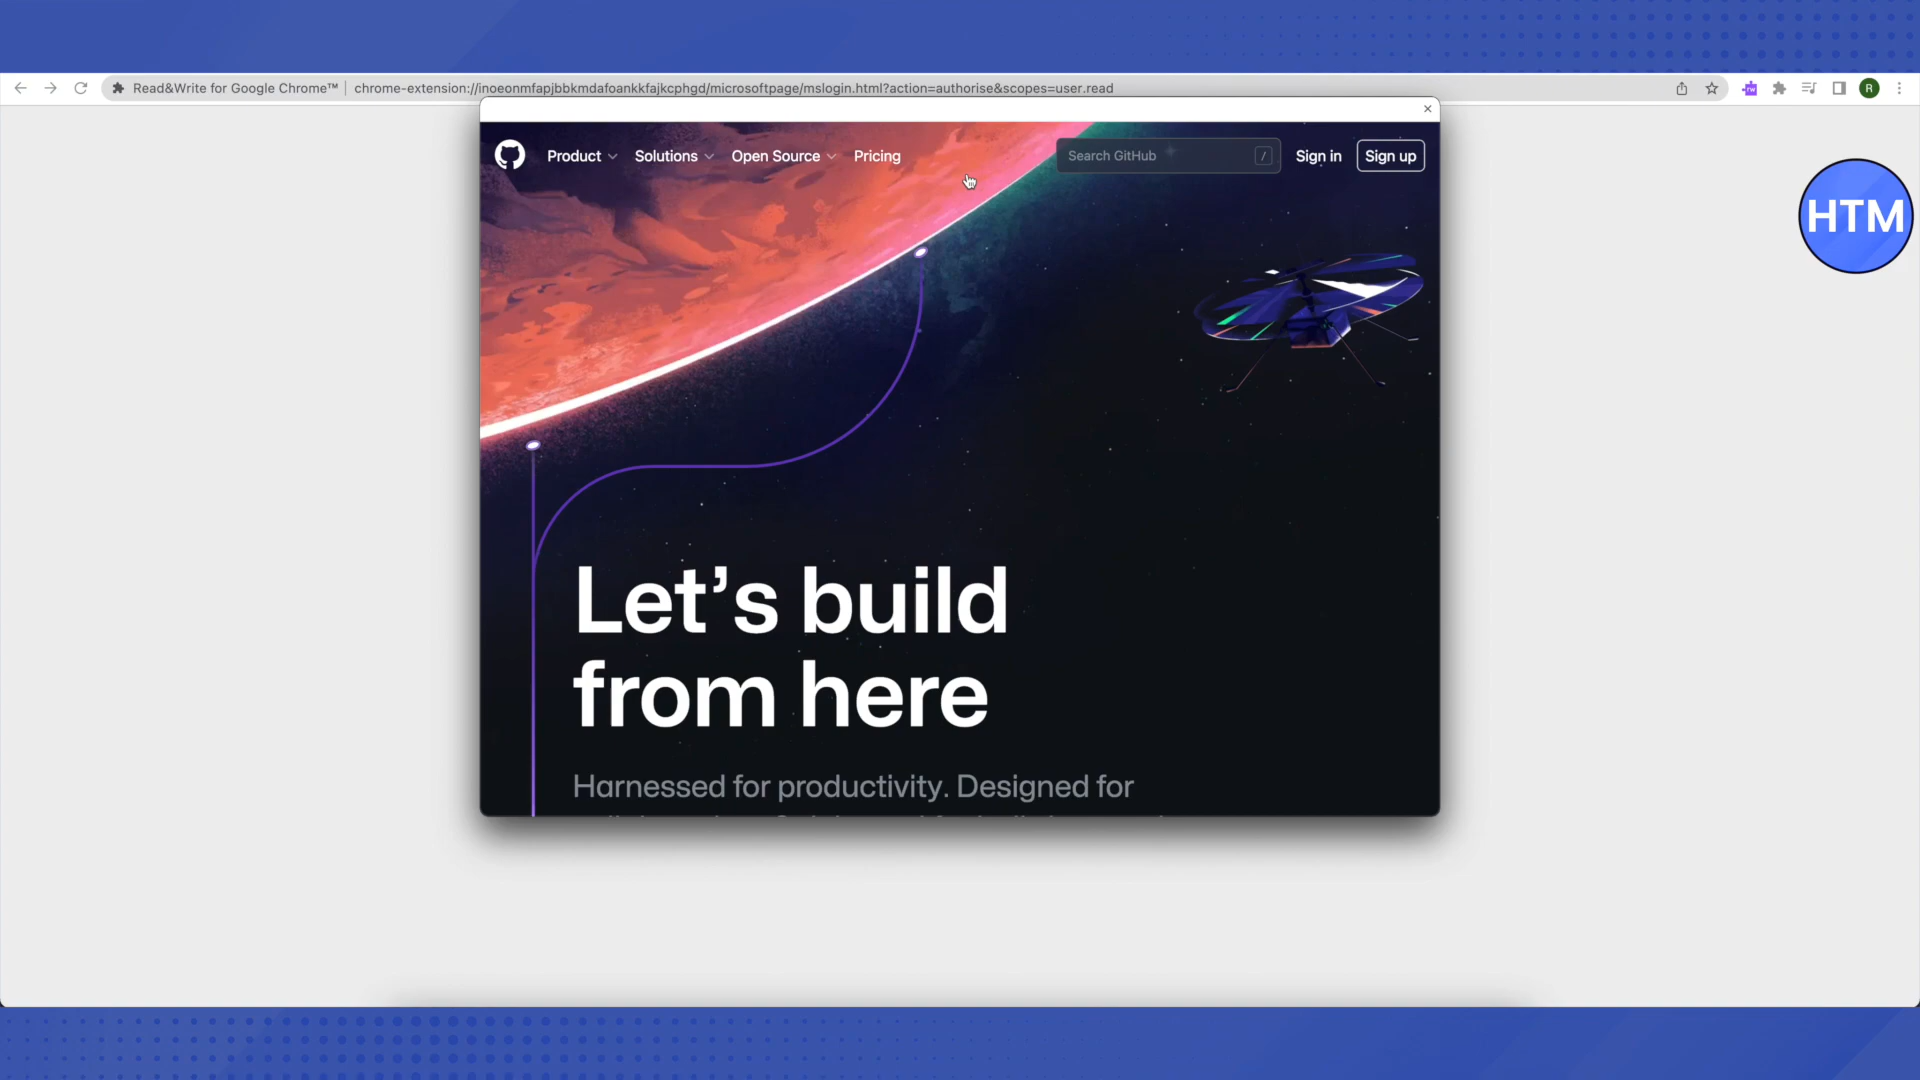 Read&Write for Google Chrome™ | chrome-extension://inoeonmfapjbbkmdafoankkfajkcphgd/microsoftpage/mslogin.html?action=authorise&scopes=user.read
rw
R
Product
Solutions
Open Source
Pricing
Search GitHub
/
Sign in
Sign up
HTM
Let’s build
from here
Harnessed for productivity. Designed for